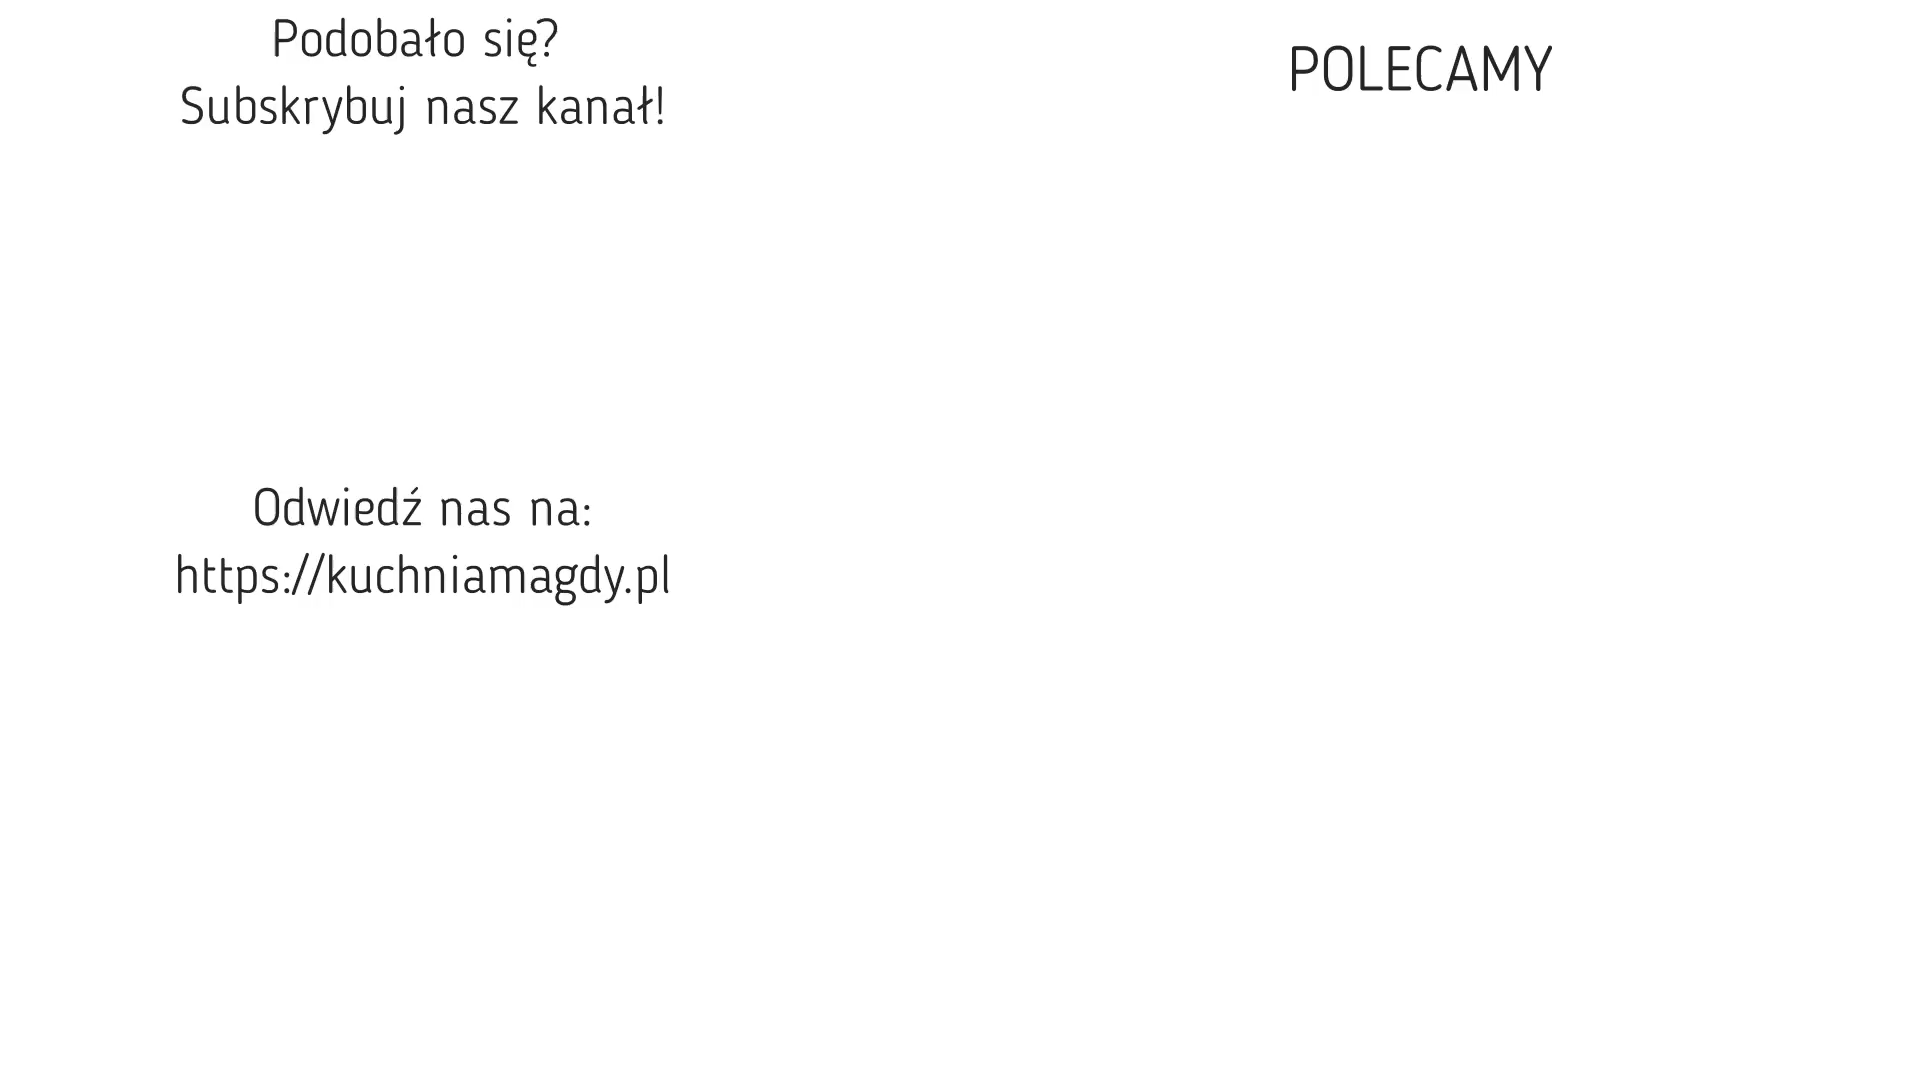 Podobało się?
Subskrybuj nasz kanał!
POLECAMY
Odwiedź nas na:
https://kuchniamagdy.pl